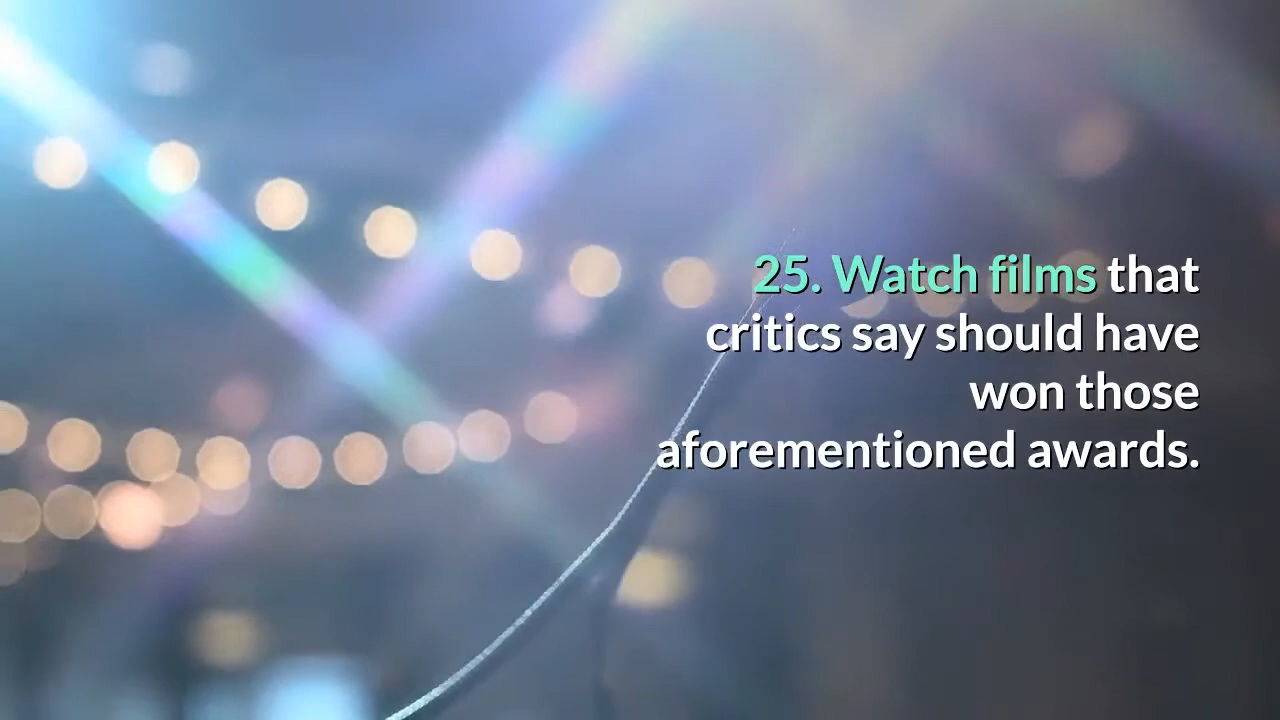 25. Watch films that
critics say should have
won those
aforementioned awards.